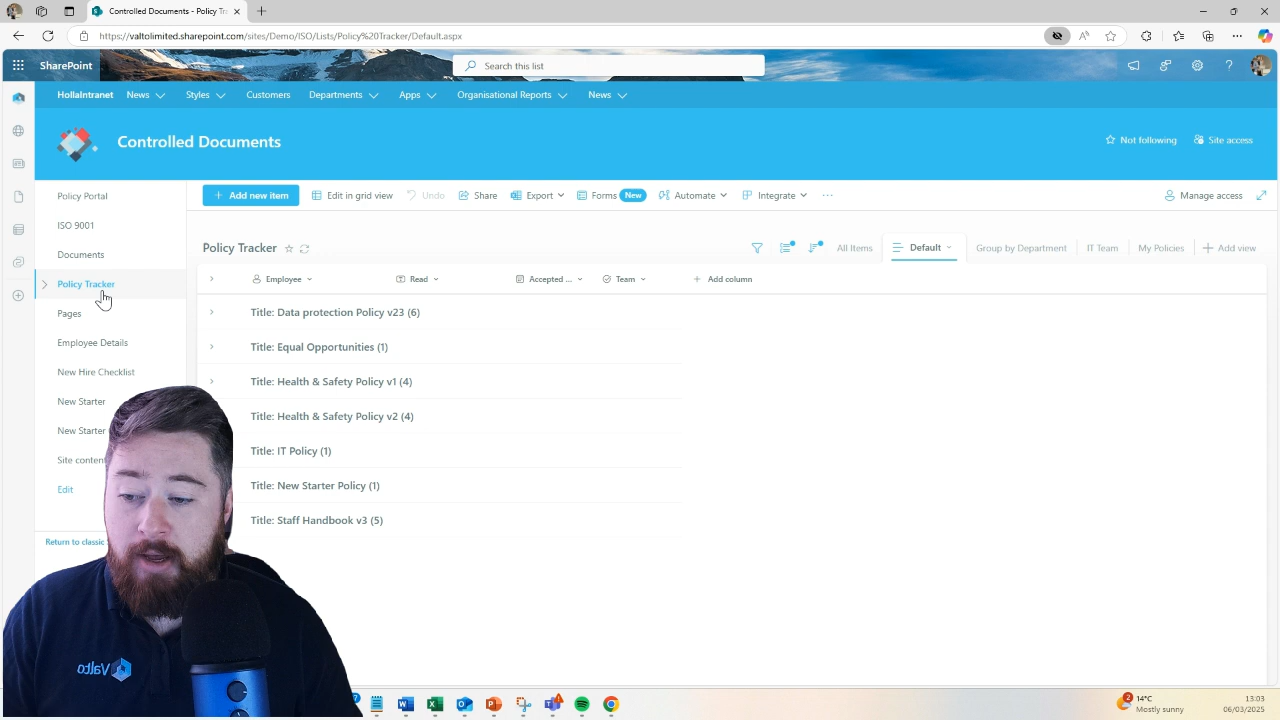 Controlled Documents - Policy Tra
https://valtolimited.sharepoint.com/sites/Demo/ISO/Lists/Policy%20Tracker/Default.aspx
SharePoint
Search this list
HollaIntranet News Styles Customers Departments Apps Organisational Reports News
Controlled Documents
Not following Site access
Policy Portal
ISO 9001
Documents
Policy Tracker
Pages
Employee Details
New Hire Checklist
New Starter
New Starter
Site content
Edit
Return to classic
Add new item Edit in grid view Undo Share Export Forms New Automate Integrate ... Manage access
Policy Tracker
All Items Default Group by Department IT Team My Policies Add view
Employee Read Accepted ... Team Add column
Title: Data protection Policy v23 (6)
Title: Equal Opportunities (1)
Title: Health & Safety Policy v1 (4)
Title: Health & Safety Policy v2 (4)
Title: IT Policy (1)
Title: New Starter Policy (1)
Title: Staff Handbook v3 (5)
Valto
2
14°C
Mostly sunny
13:03
06/03/2025